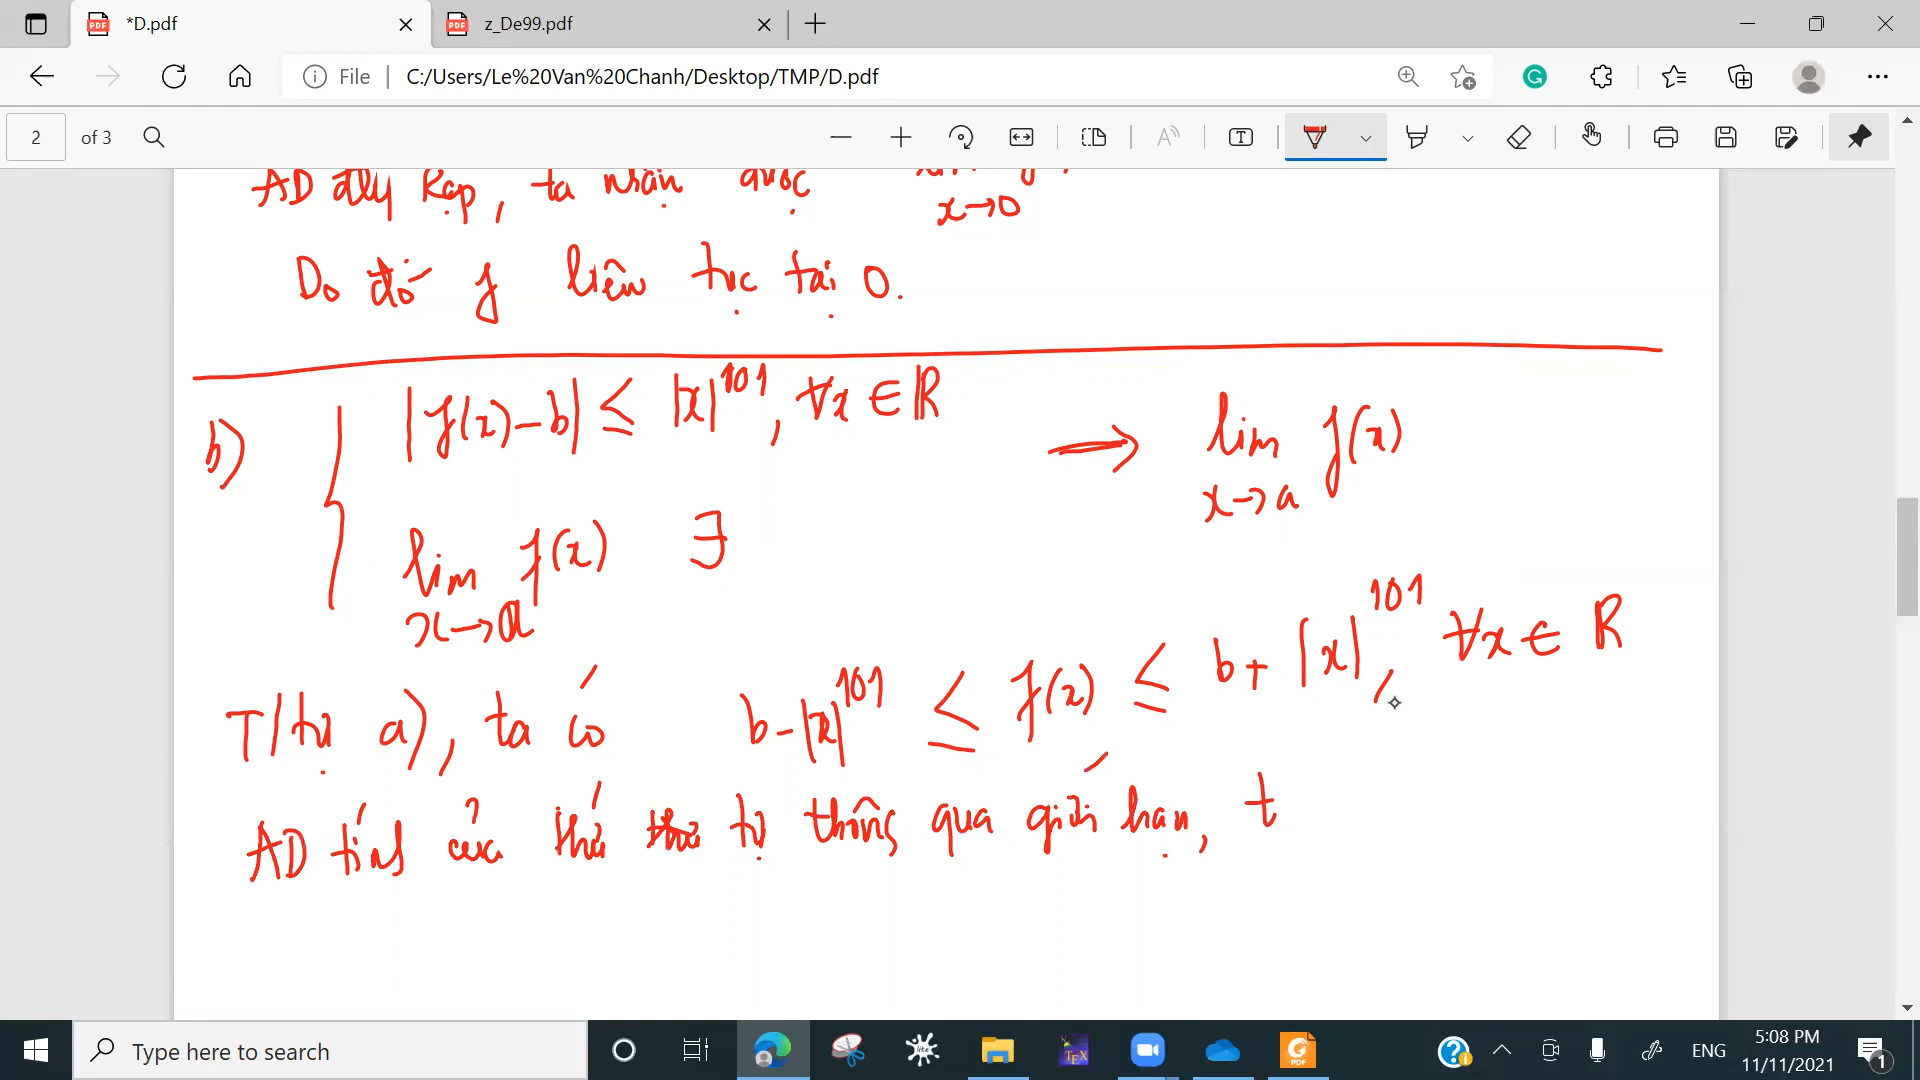 *D.pdf
z_De99.pdf
File
C:/Users/Le%20Van%20Chanh/Desktop/TMP/D.pdf
2 of 3
AD đly kẹp, ta nhận được
x→0
Do đó f liên tục tại 0.
b) |f(x)-b| ≤ |x|^101, ∀x ∈ ℝ ⟹ lim f(x)
x→a
lim f(x) ∃
x→a
T/tự a), ta có b-|x|^101 ≤ f(x) ≤ b+|x|^101, ∀x ∈ ℝ
AD tính của thứ tự thông qua giới hạn, t
Type here to search
ENG
5:08 PM
11/11/2021
1